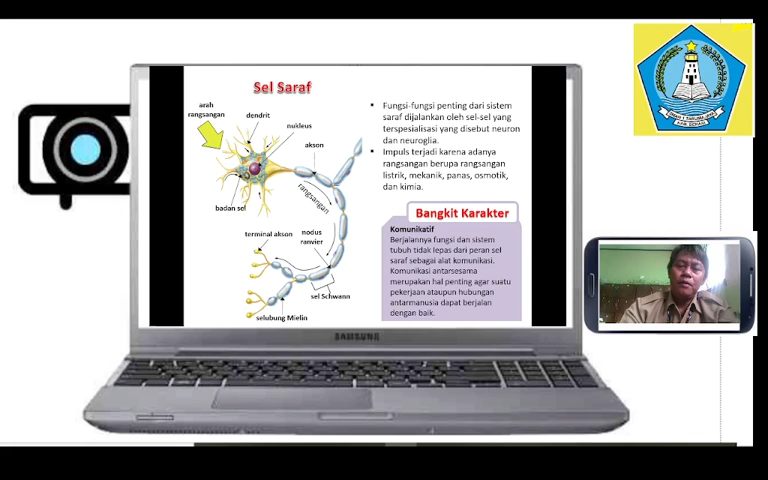 Sel Saraf
arah
rangsangan
dendrit
nukleus
akson
rangsangan
badan sel
terminal akson
nodus
ranvier
sel Schwann
selubung Mielin
Fungsi-fungsi penting dari sistem
saraf dijalankan oleh sel-sel yang
terspesialisasi yang disebut neuron
dan neuroglia.
Impuls terjadi karena adanya
rangsangan berupa rangsangan
listrik, mekanik, panas, osmotik,
dan kimia.
Bangkit Karakter
Komunikatif
Berjalannya fungsi dan sistem
tubuh tidak lepas dari peran sel
saraf sebagai alat komunikasi.
Komunikasi antarsesama
merupakan hal penting agar suatu
pekerjaan ataupun hubungan
antarmanusia dapat berjalan
dengan baik.
SAMSUNG